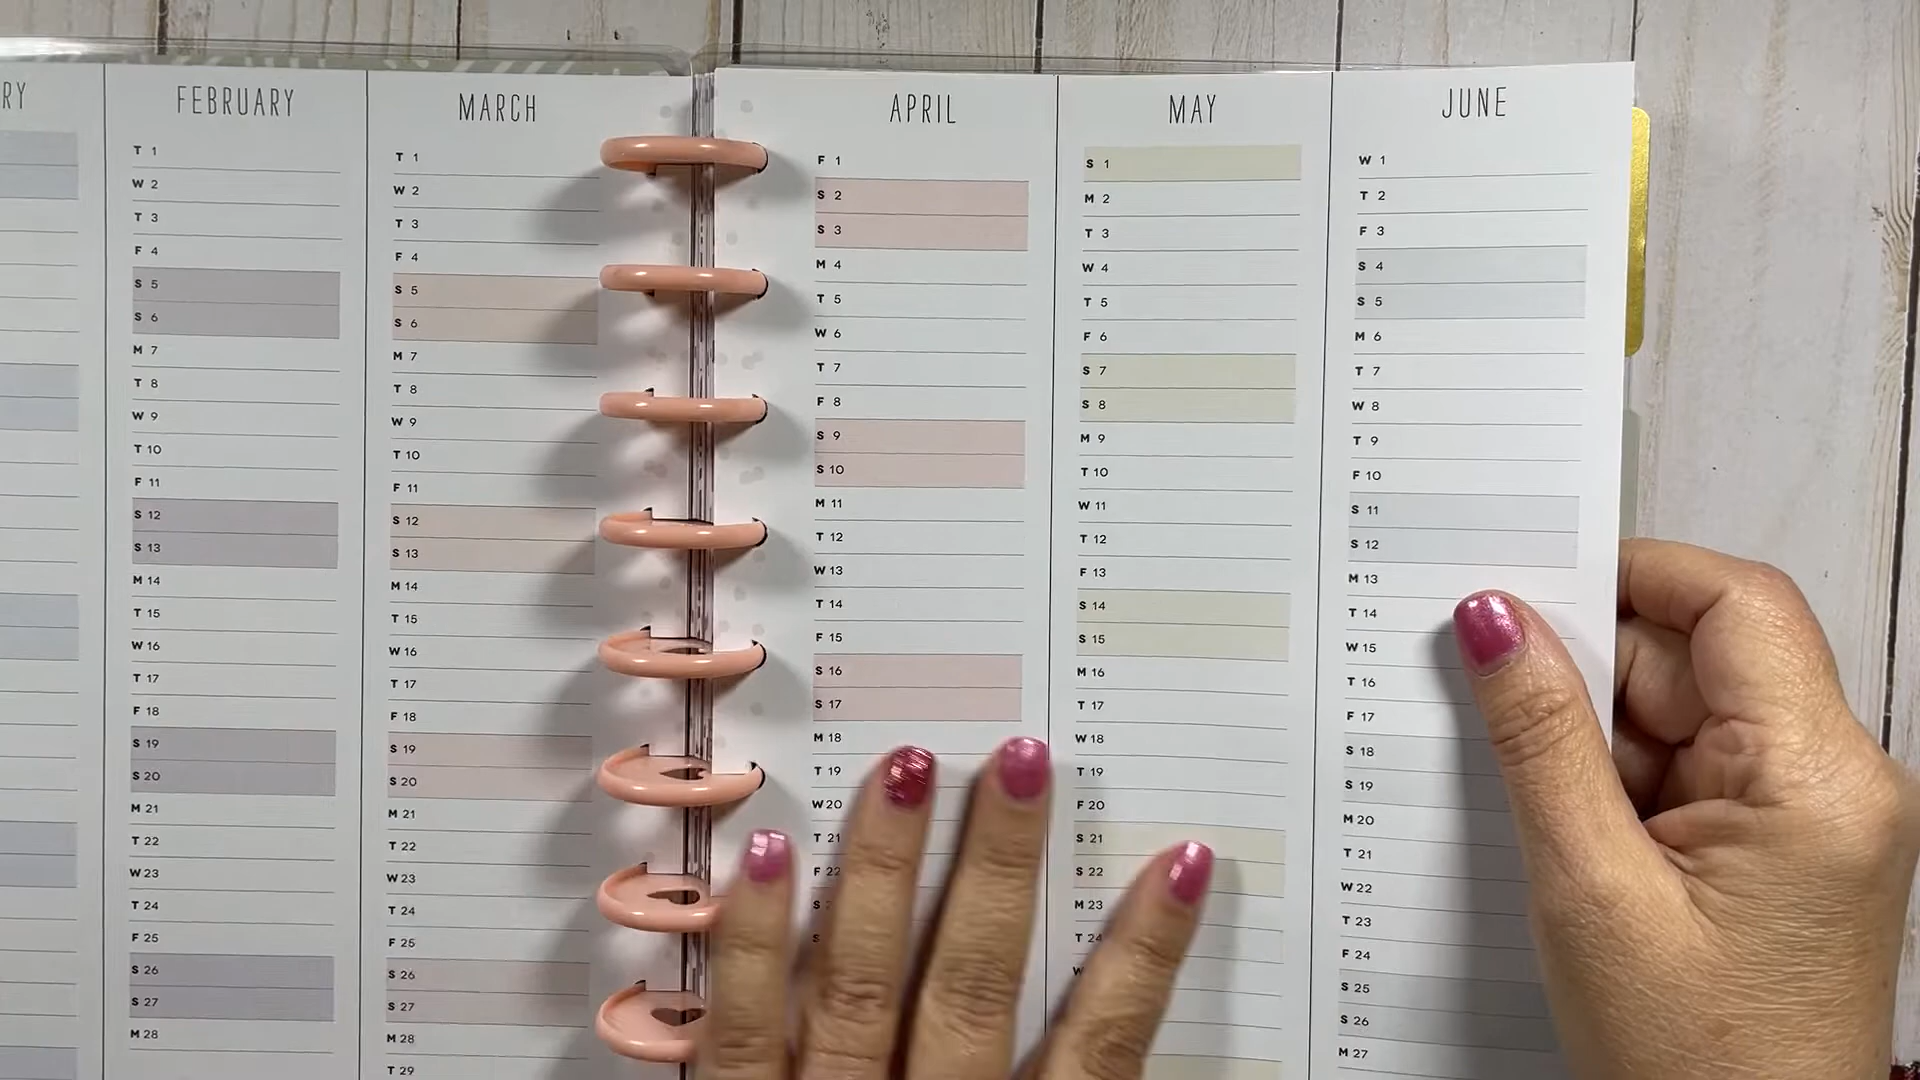 RY
FEBRUARY
T 1
W 2
T 3
F 4
S 5
S 6
M 7
T 8
W 9
T 10
F 11
S 12
S 13
M 14
T 15
W 16
T 17
F 18
S 19
S 20
M 21
T 22
W 23
T 24
F 25
S 26
S 27
M 28
MARCH
T 1
W 2
T 3
F 4
S 5
S 6
M 7
T 8
W 9
T 10
F 11
S 12
S 13
M 14
T 15
W 16
T 17
F 18
S 19
S 20
M 21
T 22
W 23
T 24
F 25
S 26
S 27
M 28
T 29
APRIL
F 1
S 2
S 3
M 4
T 5
W 6
T 7
F 8
S 9
S 10
M 11
T 12
W 13
T 14
F 15
S 16
S 17
M 18
T 19
W 20
T 21
F 22
S
S
MAY
S 1
M 2
T 3
W 4
T 5
F 6
S 7
S 8
M 9
T 10
W 11
T 12
F 13
S 14
S 15
M 16
T 17
W 18
T 19
F 20
S 21
S 22
M 23
T 24
W
JUNE
W 1
T 2
F 3
S 4
S 5
M 6
T 7
W 8
T 9
F 10
S 11
S 12
M 13
T 14
W 15
T 16
F 17
S 18
S 19
M 20
T 21
W 22
T 23
F 24
S 25
S 26
M 27